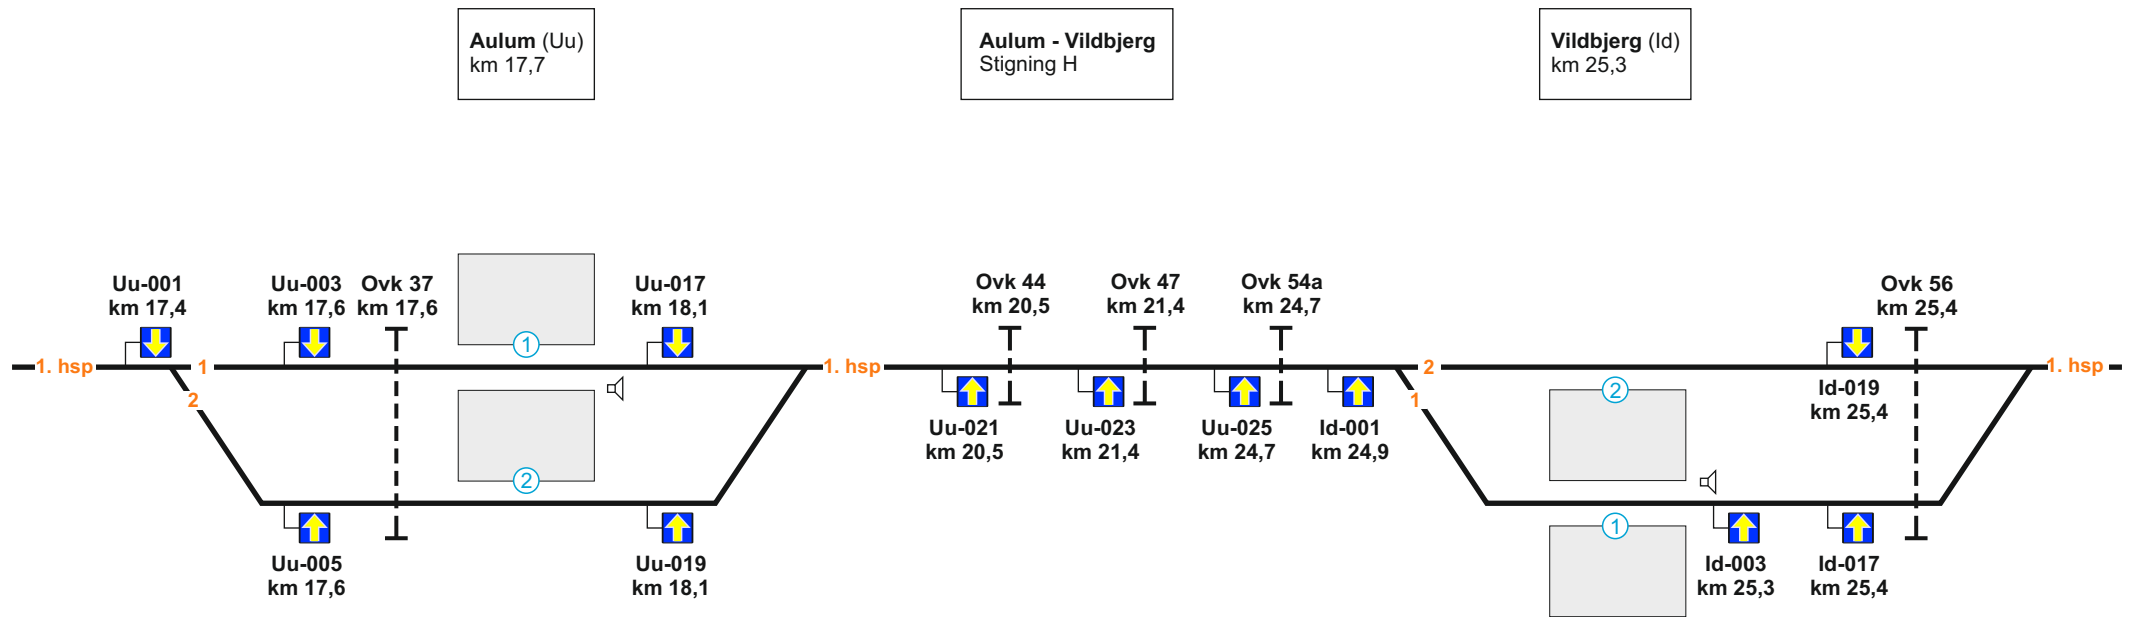 Aulum (Uu)
km 17,7
Aulum - Vildbjerg
Stigning H
Vildbjerg (Id)
km 25,3
Uu-001
km 17,4
Uu-003
km 17,6
Ovk 37
km 17,6
Uu-017
km 18,1
Ovk 44
km 20,5
Ovk 47
km 21,4
Ovk 54a
km 24,7
Ovk 56
km 25,4
1
1. hsp
1
1. hsp
2
1. hsp
2
1
2
Id-019
km 25,4
Uu-021
km 20,5
Uu-023
km 21,4
Uu-025
km 24,7
Id-001
km 24,9
2
1
Uu-005
km 17,6
Uu-019
km 18,1
Id-003
km 25,3
Id-017
km 25,4